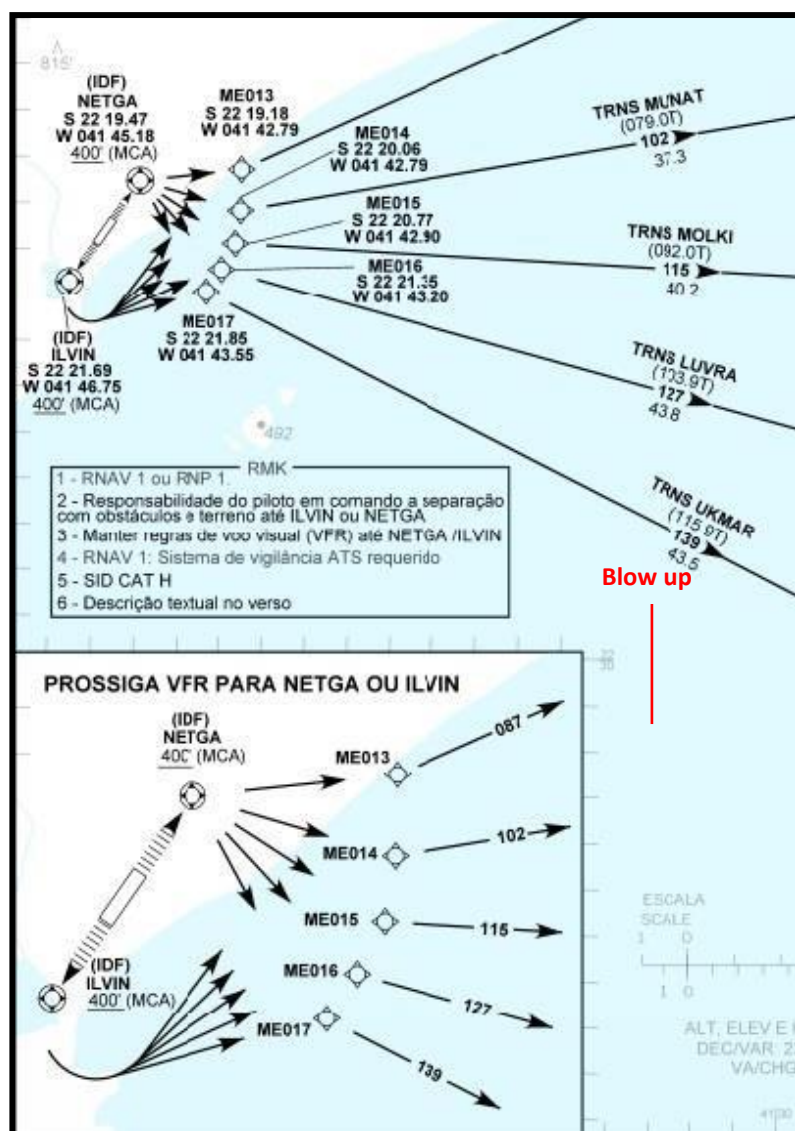 815'
(IDF)
NETGA
S 22 19.47
W 041 45.18
400' (MCA)
ME013
S 22 19.18
W 041 42.79
ME014
S 22 20.06
W 041 42.79
ME015
S 22 20.77
W 041 42.90
ME016
S 22 21.35
W 041 43.20
ME017
S 22 21.85
W 041 43.55
(IDF)
ILVIN
S 22 21.69
W 041 46.75
400' (MCA)
TRNS MUNAT
(079.0T)
102
37.3
TRNS MOLKI
(092.0T)
115
40.2
TRNS LUVRA
(103.9T)
127
43.8
TRNS UKMAR
(115.9T)
139
43.5
492
RMK
1 - RNAV 1 ou RNP 1.
2 - Responsabilidade do piloto em comando a separação
com obstáculos e terreno até ILVIN ou NETGA
3 - Manter regras de voo visual (VFR) até NETGA /ILVIN
4 - RNAV 1: Sistema de vigilância ATS requerido
5 - SID CAT H
6 - Descrição textual no verso
Blow up
PROSSIGA VFR PARA NETGA OU ILVIN
(IDF)
NETGA
400' (MCA)
ME013
087
ME014
102
ME015
115
ME016
127
ME017
139
(IDF)
ILVIN
400' (MCA)
ESCALA
SCALE
1 0
1 0
ALT, ELEV E
DEC/VAR: 2
VA/CHG